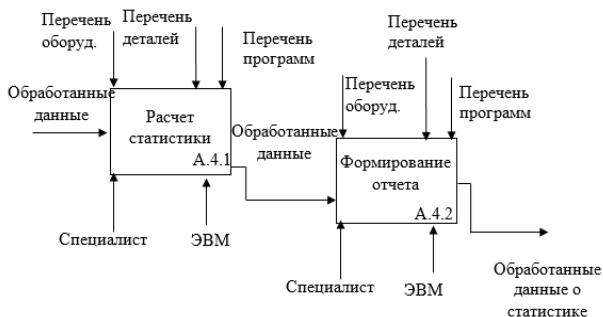 Перечень
оборуд.
Перечень
деталей
Перечень
программ
Обработанные
данные
Расчет
статистики
А.4.1
Специалист
ЭВМ
Обработанные
данные
Перечень
оборуд.
Перечень
деталей
Перечень
программ
Формирование
отчета
А.4.2
Специалист
ЭВМ
Обработанные
данные о
статистике